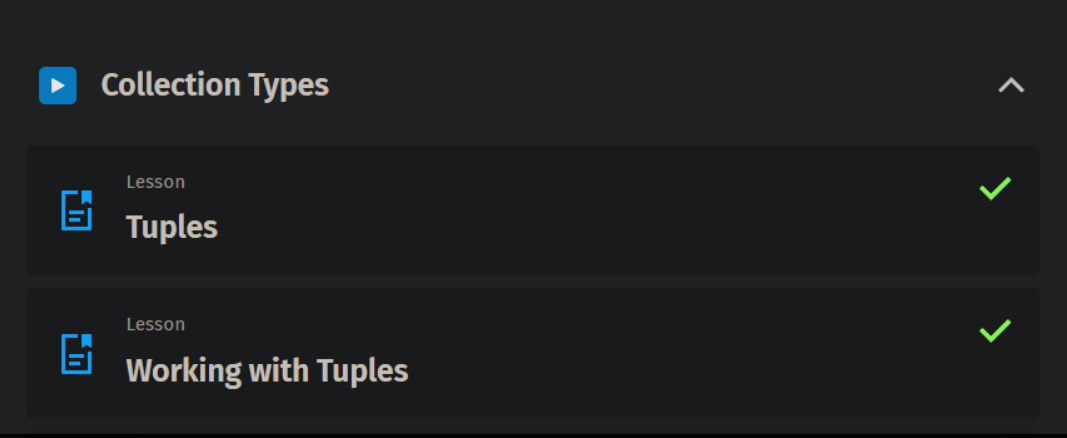 Collection Types
Lesson
Tuples
Lesson
Working with Tuples